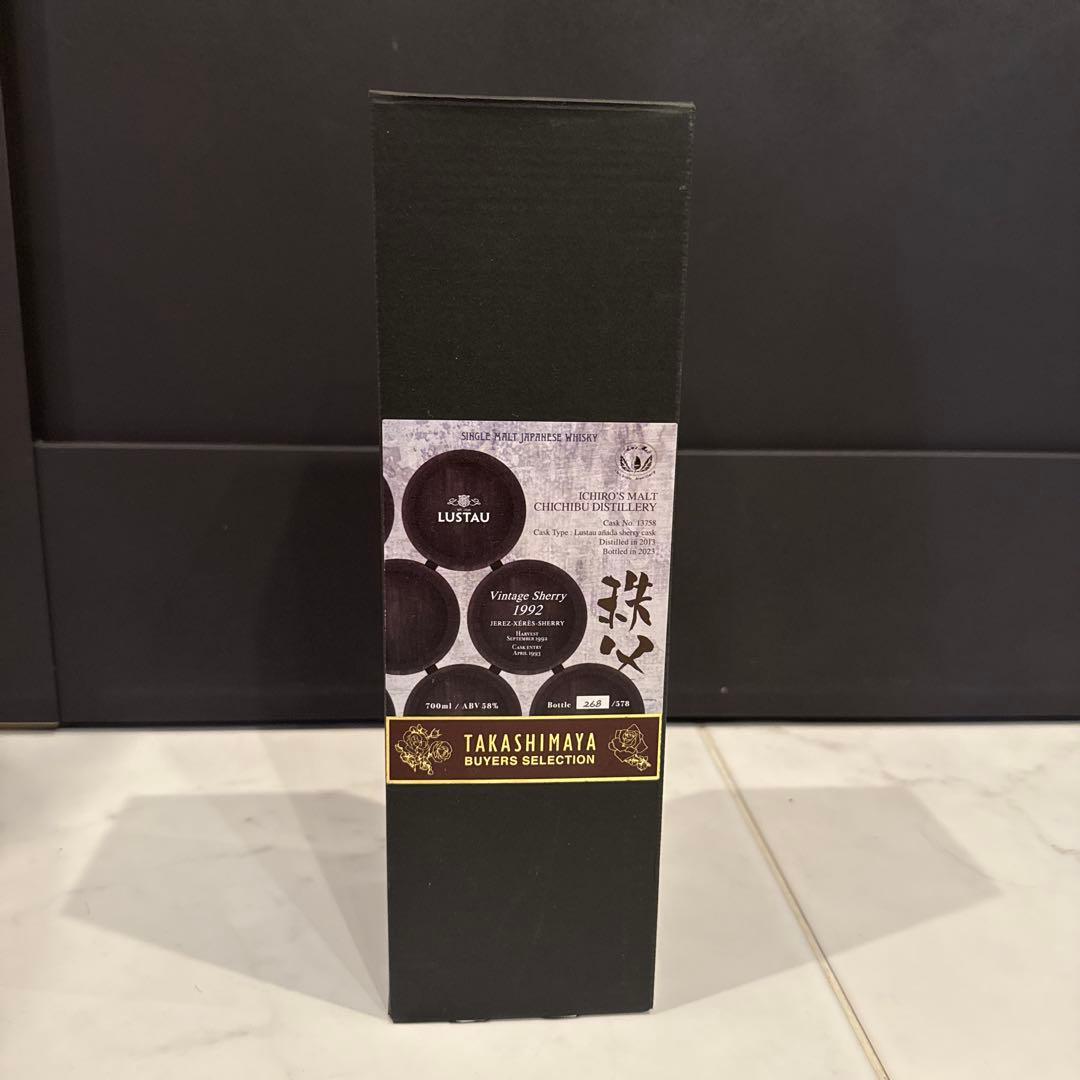 SINGLE MALT JAPANESE WHISKY
LUSTAU
ICHIRO'S MALT
CHICHIBU DISTILLERY
Cask No. 13758
Cask Type : Lustau añada sherry cask
Distilled in 2013
Bottled in 2023
Vintage Sherry
1992
JEREZ-XÉRÈS-SHERRY
HARVEST
SEPTEMBER 1992
CASK ENTRY
APRIL 1993
秩父
700ml / ABV 58%
Bottle 268 /578
TAKASHIMAYA
BUYERS SELECTION